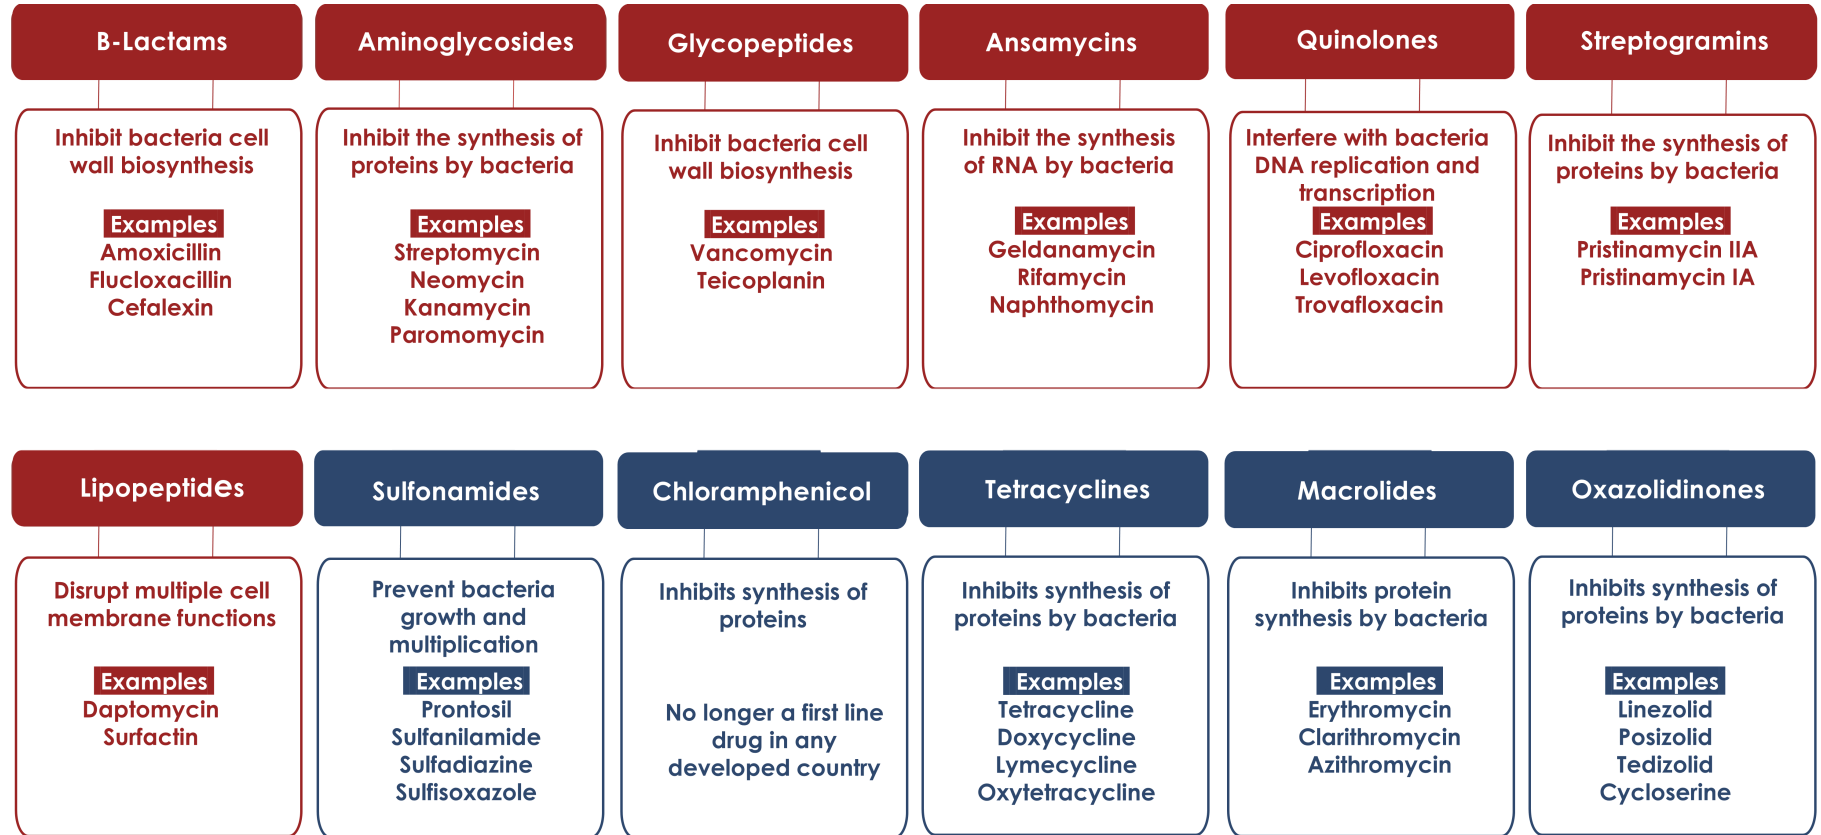 B-Lactams
Inhibit bacteria cell
wall biosynthesis
Examples
Amoxicillin
Flucloxacillin
Cefalexin
Aminoglycosides
Inhibit the synthesis of
proteins by bacteria
Examples
Streptomycin
Neomycin
Kanamycin
Paromomycin
Glycopeptides
Inhibit bacteria cell
wall biosynthesis
Examples
Vancomycin
Teicoplanin
Ansamycins
Inhibit the synthesis
of RNA by bacteria
Examples
Geldanamycin
Rifamycin
Naphthomycin
Quinolones
Interfere with bacteria
DNA replication and
transcription
Examples
Ciprofloxacin
Levofloxacin
Trovafloxacin
Streptogramins
Inhibit the synthesis of
proteins by bacteria
Examples
Pristinamycin IIA
Pristinamycin IA
Lipopeptides
Disrupt multiple cell
membrane functions
Examples
Daptomycin
Surfactin
Sulfonamides
Prevent bacteria
growth and
multiplication
Examples
Prontosil
Sulfanilamide
Sulfadiazine
Sulfisoxazole
Chloramphenicol
Inhibits synthesis of
proteins
No longer a first line
drug in any
developed country
Tetracyclines
Inhibits synthesis of
proteins by bacteria
Examples
Tetracycline
Doxycycline
Lymecycline
Oxytetracycline
Macrolides
Inhibits protein
synthesis by bacteria
Examples
Erythromycin
Clarithromycin
Azithromycin
Oxazolidinones
Inhibits synthesis of
proteins by bacteria
Examples
Linezolid
Posizolid
Tedizolid
Cycloserine